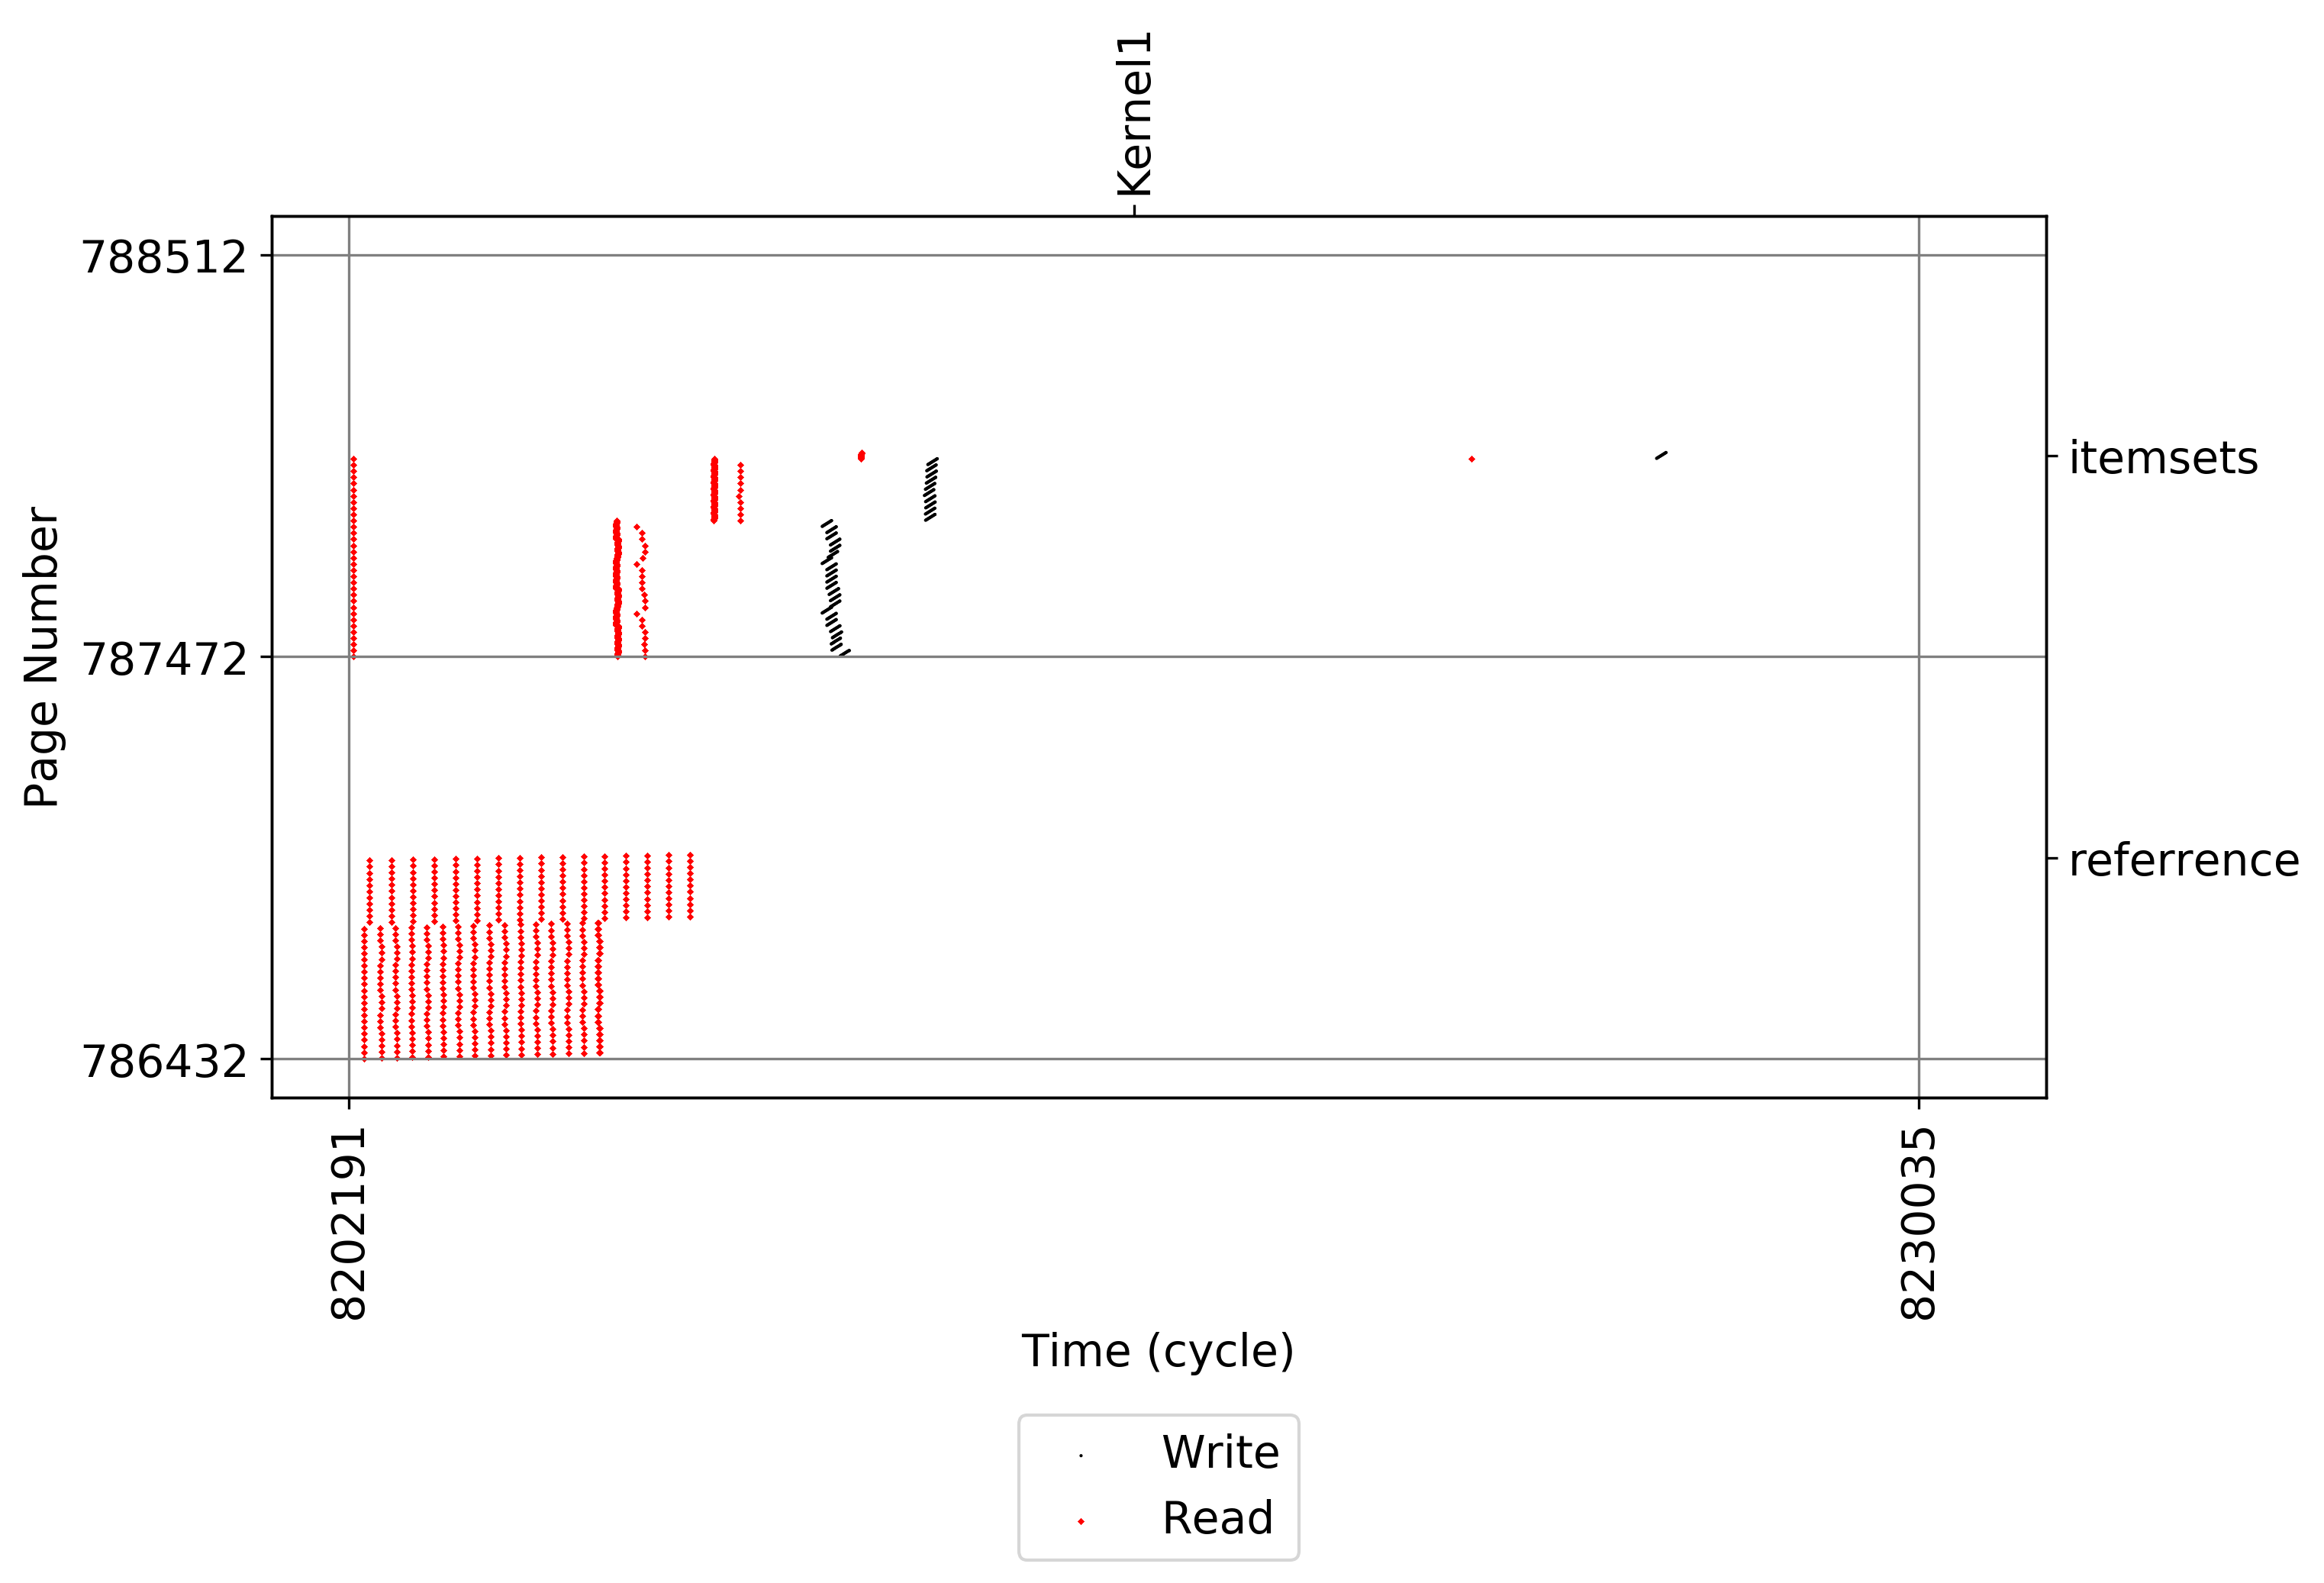 Kernel1
788512
itemsets
787472
Page Number
referrence
786432
8202191
8230035
Time (cycle)
Write
Read